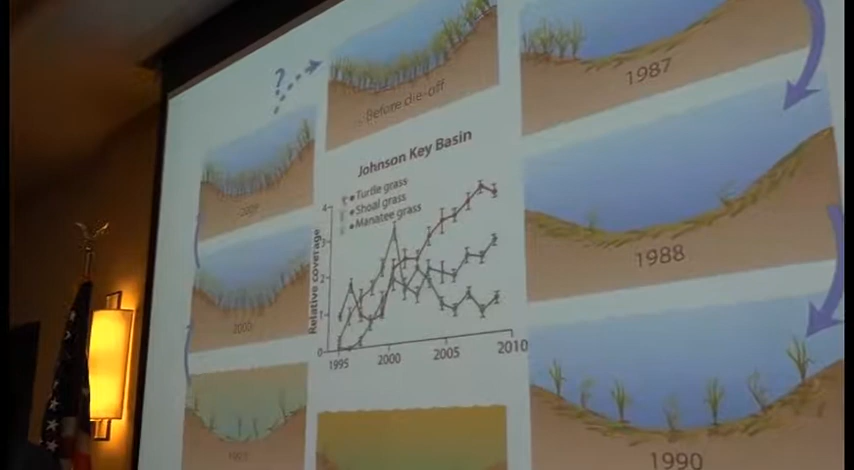 ?
Before die-off
1987
Johnson Key Basin
Turtle grass
Shoal grass
Manatee grass
4
3
2
1
0
Relative coverage
1995
2000
2005
2010
1988
1990